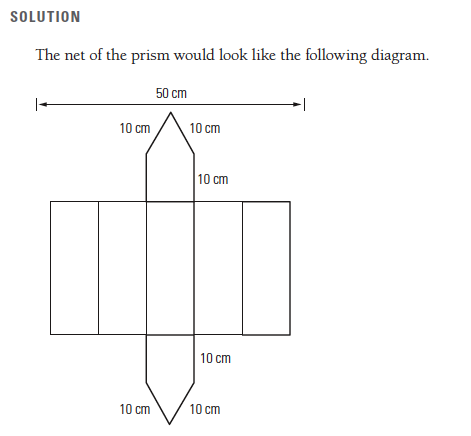 SOLUTION
The net of the prism would look like the following diagram.
50 cm
10 cm 10 cm
10 cm
10 cm
10 cm 10 cm